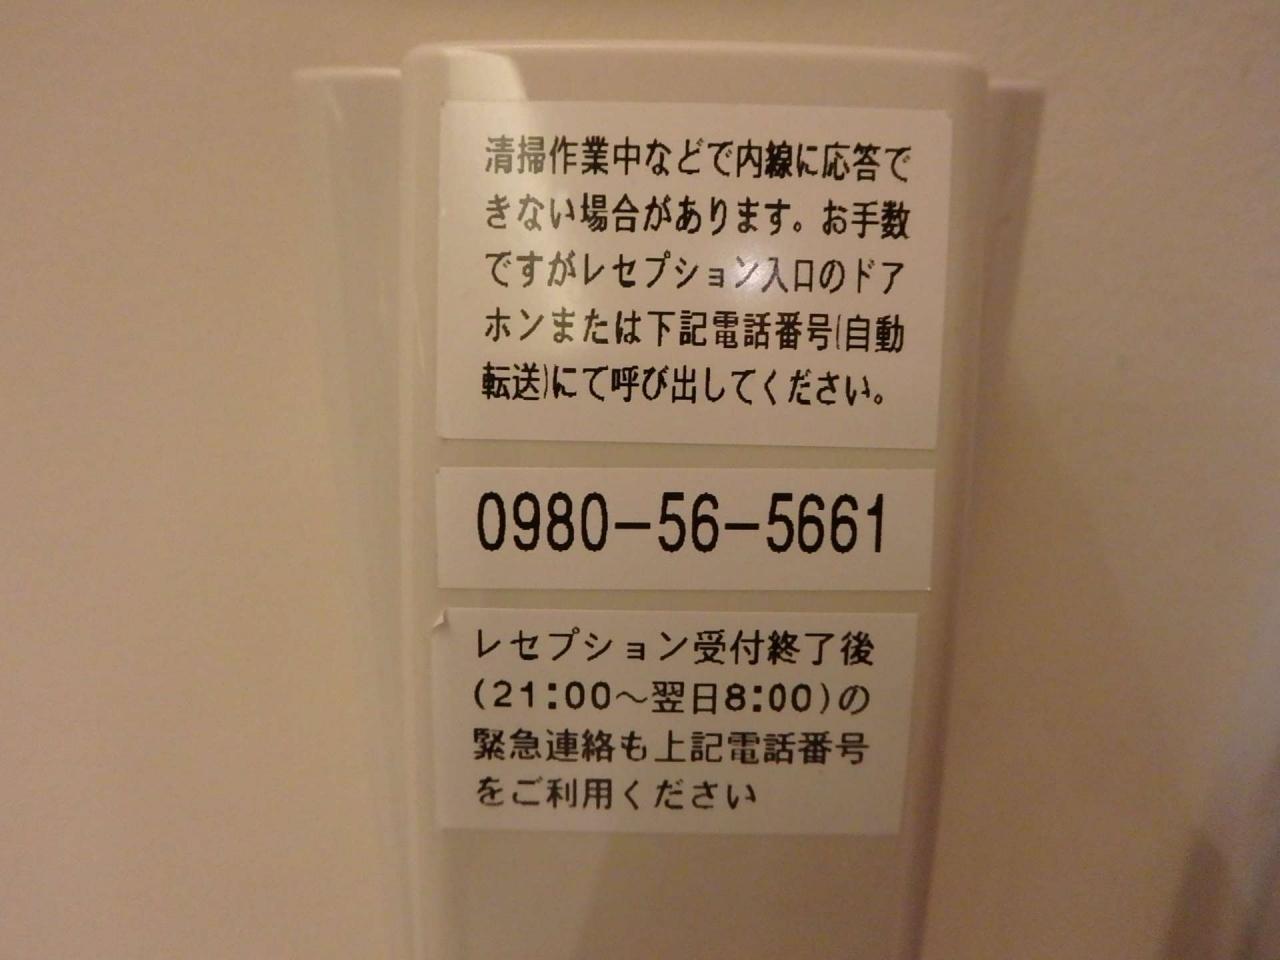 清掃作業中などで内線に応答で
きない場合があります。お手数
ですがレセプション入口のドア
ホンまたは下記電話番号(自動
転送)にて呼び出してください。
0980-56-5661
レセプション受付終了後
(21:00～翌日8:00)の
緊急連絡も上記電話番号
をご利用ください